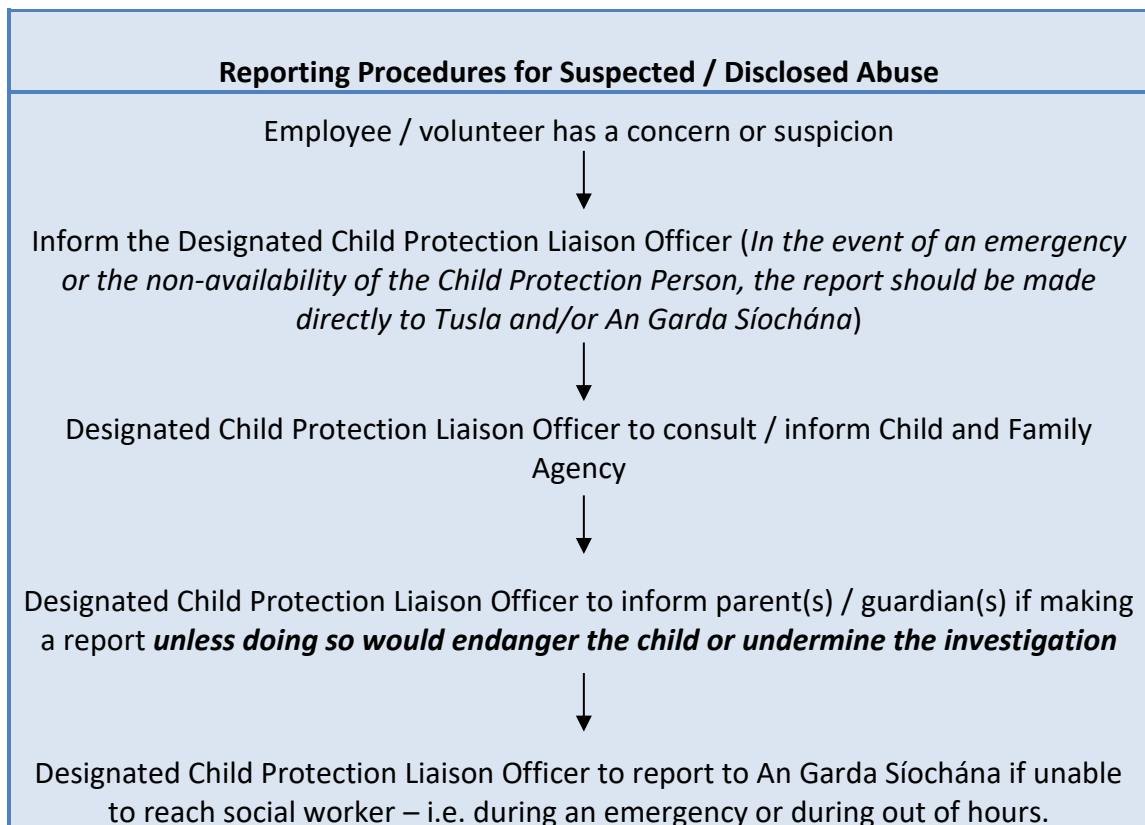 Reporting Procedures for Suspected / Disclosed Abuse
Employee / volunteer has a concern or suspicion
Inform the Designated Child Protection Liaison Officer (In the event of an emergency
or the non-availability of the Child Protection Person, the report should be made
directly to Tusla and/or An Garda Síochána)
Designated Child Protection Liaison Officer to consult / inform Child and Family
Agency
Designated Child Protection Liaison Officer to inform parent(s) / guardian(s) if making
a report unless doing so would endanger the child or undermine the investigation
Designated Child Protection Liaison Officer to report to An Garda Síochána if unable
to reach social worker – i.e. during an emergency or during out of hours.